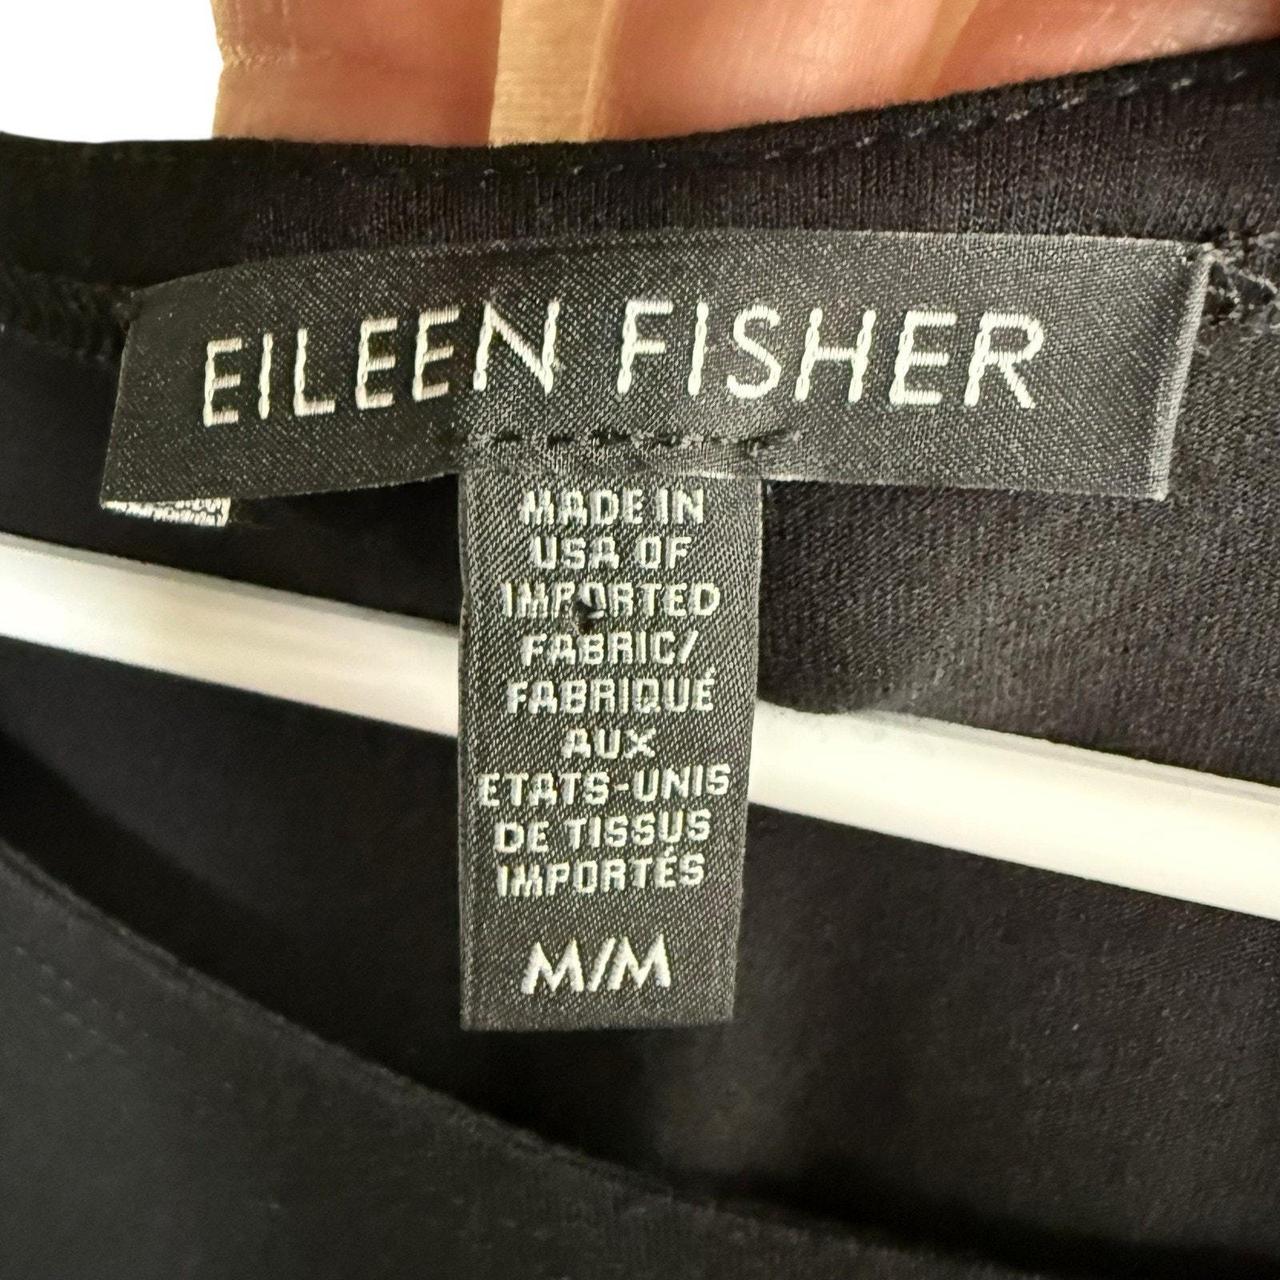 EILEEN FISHER
MADE IN
USA OF
IMPORTED
FABRIC/
FABRIQUÉ
AUX
ETATS-UNIS
DE TISSUS
IMPORTÉS
M/M